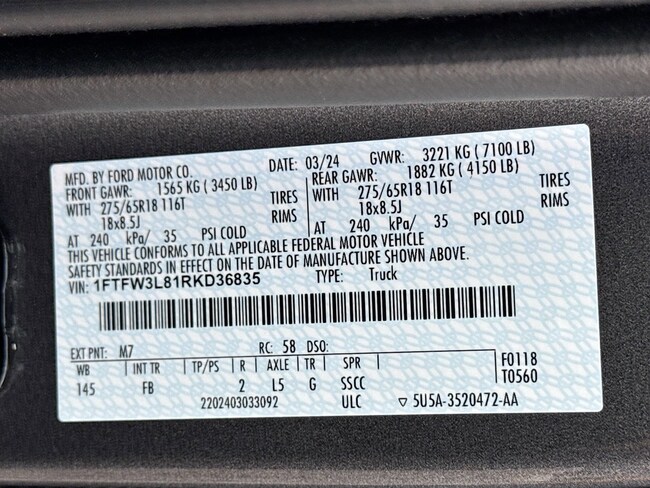 MFD. BY FORD MOTOR CO. DATE: 03/24 GVWR: 3221 KG ( 7100 LB)
FRONT GAWR: 1565 KG ( 3450 LB) REAR GAWR: 1882 KG ( 4150 LB)
WITH 275/65R18 116T TIRES WITH 275/65R18 116T TIRES
18x8.5J RIMS 18x8.5J RIMS
AT 240 kPa/ 35 PSI COLD AT 240 kPa/ 35 PSI COLD
THIS VEHICLE CONFORMS TO ALL APPLICABLE FEDERAL MOTOR VEHICLE
SAFETY STANDARDS IN EFFECT ON THE DATE OF MANUFACTURE SHOWN ABOVE.
VIN: 1FTFW3L81RKD36835 TYPE: Truck
EXT PNT: M7 RC: 58 DSO:
WB INT TR TP/PS R AXLE TR SPR F0118
145 FB 2 L5 G SSCC T0560
2202403033092 ULC ▽ 5U5A-3520472-AA